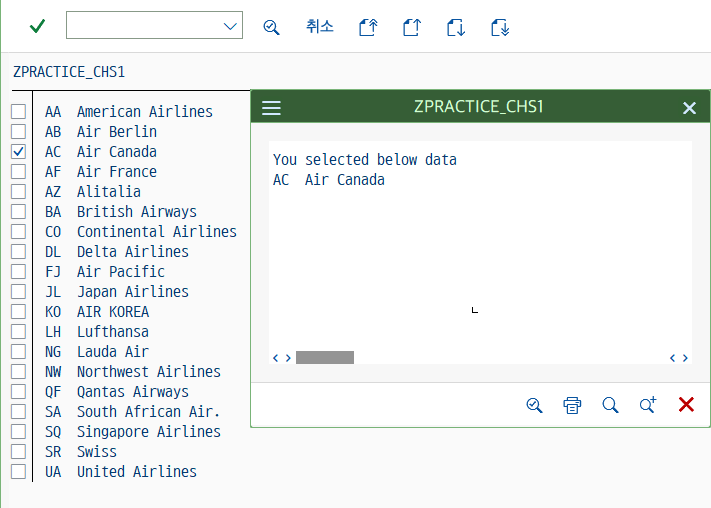 취소
ZPRACTICE_CHS1
AA American Airlines
AB Air Berlin
AC Air Canada
AF Air France
AZ Alitalia
BA British Airways
CO Continental Airlines
DL Delta Airlines
FJ Air Pacific
JL Japan Airlines
KO AIR KOREA
LH Lufthansa
NG Lauda Air
NW Northwest Airlines
QF Qantas Airways
SA South African Air.
SQ Singapore Airlines
SR Swiss
UA United Airlines
ZPRACTICE_CHS1
You selected below data
AC Air Canada